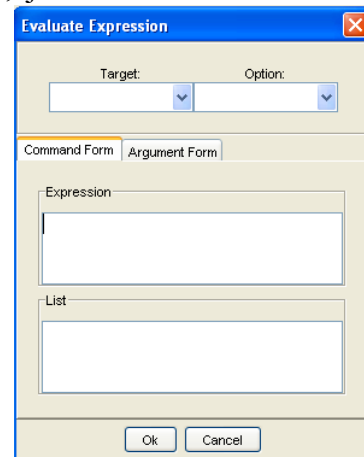 Evaluate Expression
Target: Option:
Command Form Argument Form
Expression
List
Ok Cancel